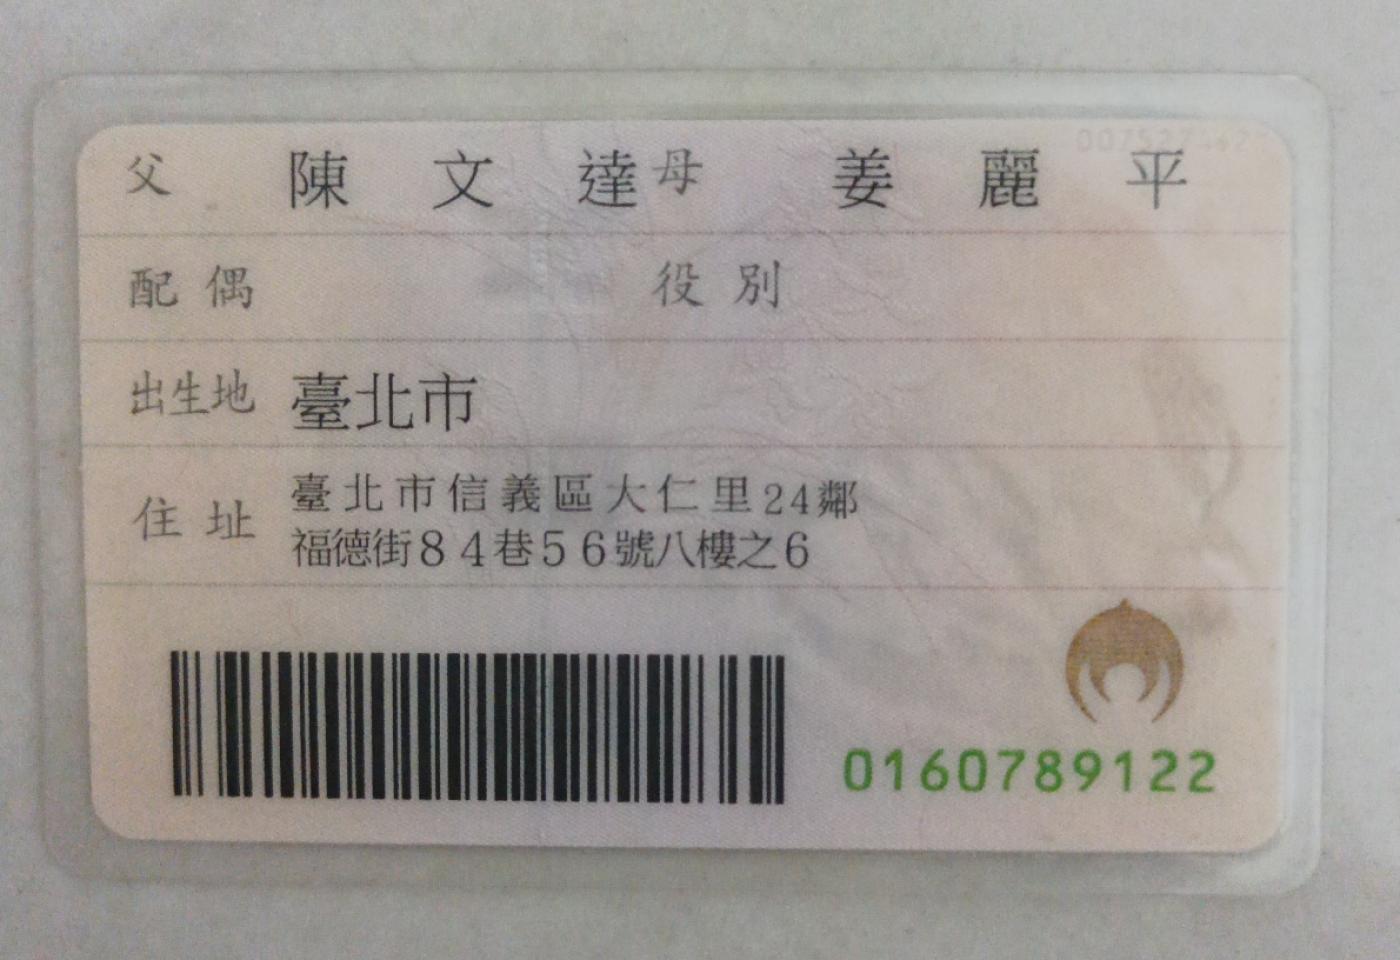 父 陳文達 母 姜麗平
配偶 役別
出生地 臺北市
住址 臺北市信義區大仁里24鄰
福德街84巷56號八樓之6
0160789122